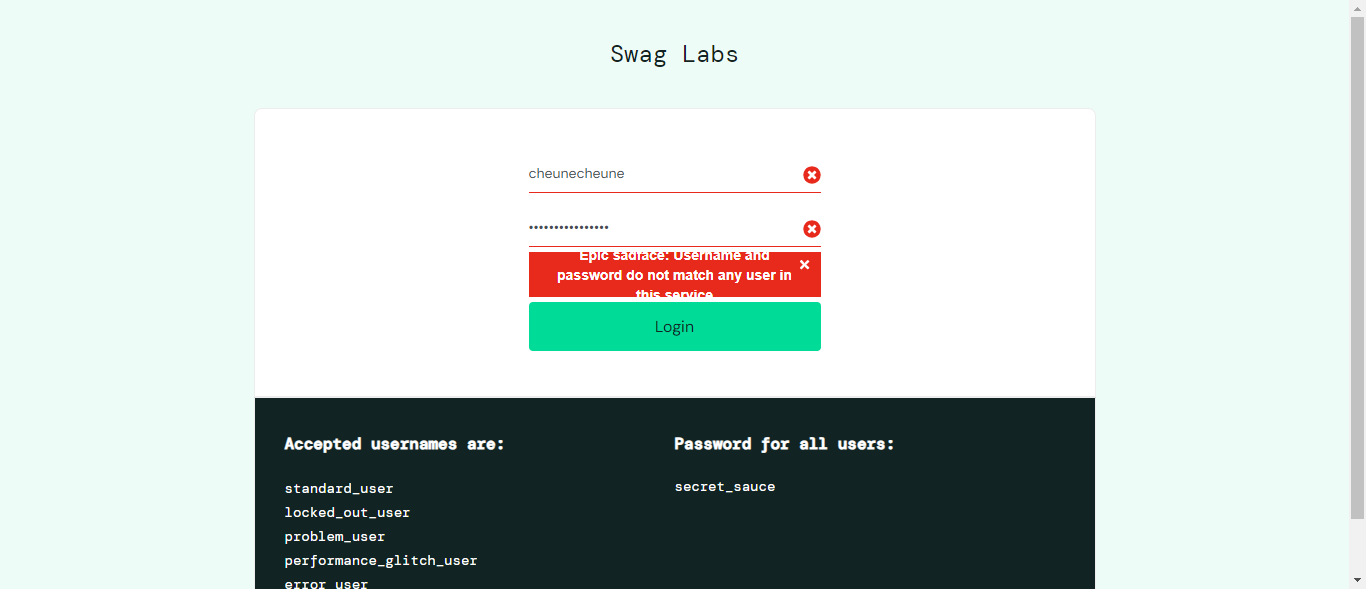 Swag Labs
cheunecheune
••••••••••••••••
Epic sadface: Username and
password do not match any user in
this service
Login
Accepted usernames are:
standard_user
locked_out_user
problem_user
performance_glitch_user
error_user
Password for all users:
secret_sauce